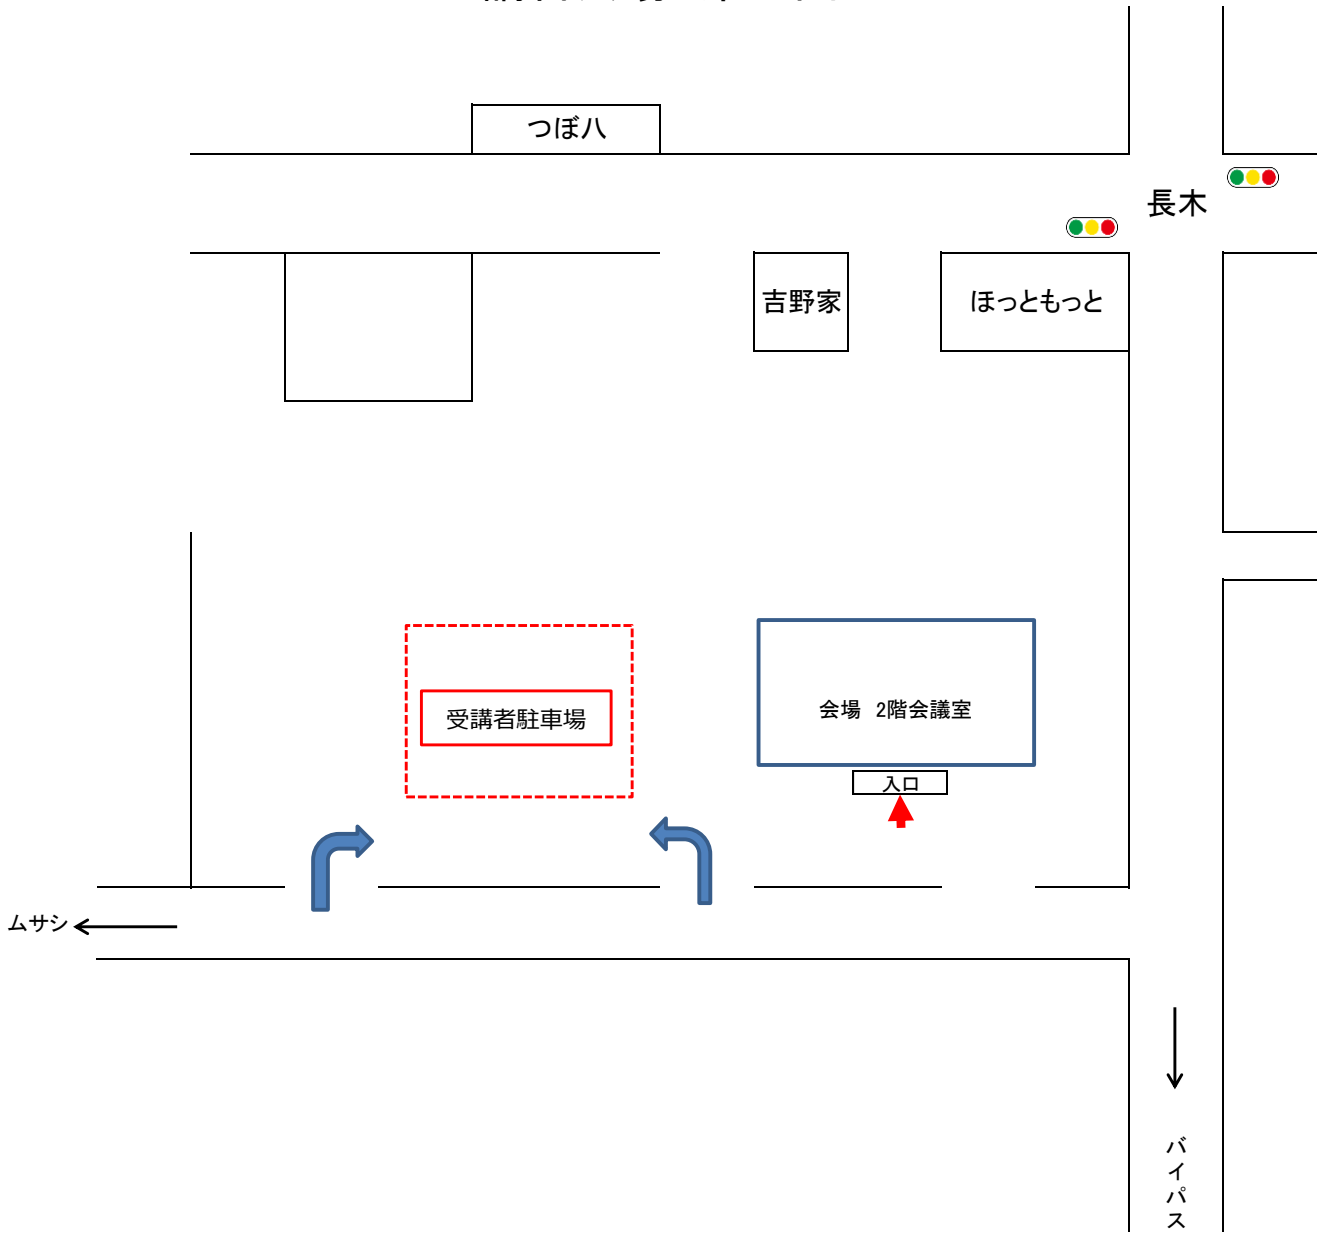 つぼ八
長木
吉野家
ほっともっと
受講者駐車場
会場 2階会議室
入口
ムサシ
バイパス